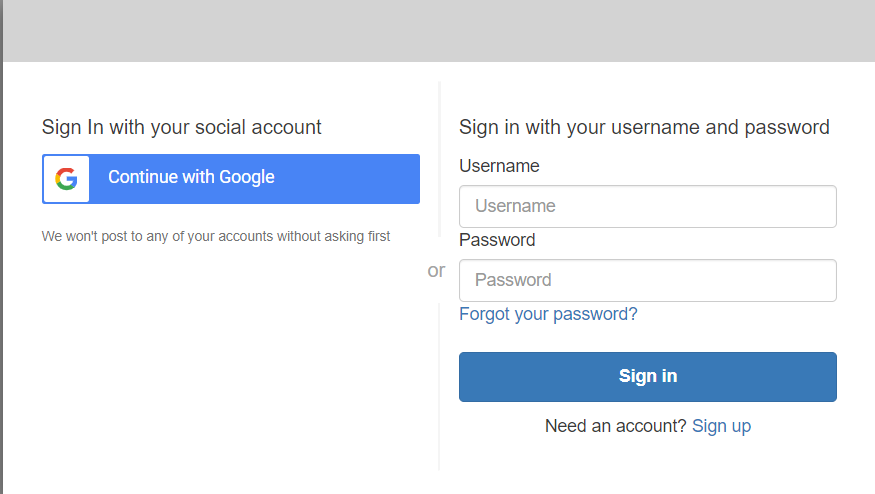 Sign In with your social account
Continue with Google
We won't post to any of your accounts without asking first
or
Sign in with your username and password
Username
Username
Password
Password
Forgot your password?
Sign in
Need an account? Sign up